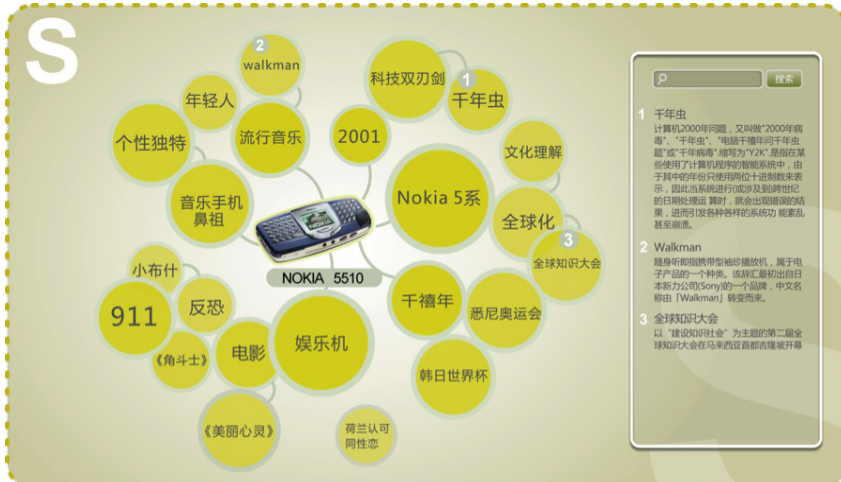 S
2
walkman
年轻人
个性独特
流行音乐
音乐手机
鼻祖
2001
科技双刃剑
1
千年虫
文化理解
Nokia 5系
全球化
3
全球知识大会
NOKIA
NOKIA 5510
小布什
911
反恐
《角斗士》
电影
娱乐机
《美丽心灵》
千禧年
悉尼奥运会
韩日世界杯
荷兰认可
同性恋
搜索
1 千年虫
计算机2000年问题，又叫做"2000年病
毒"、"千年虫"、"电脑千禧年问千年虫
题"或"千年病毒".缩写为"Y2K".是指在某
些使用了计算机程序的智能系统中，由
于其中的年份只使用两位十进制数来表
示，因此当系统进行(或涉及到)跨世纪
的日期处理运 算时，就会出现错误的结
果，进而引发各种各样的系统功 能紊乱
甚至崩溃。
2 Walkman
随身听即指携带型袖珍播放机，属于电
子产品的一个种类。该辞汇最初出自日
本新力公司(Sony)的一个品牌，中文名
称由「Walkman」转变而来。
3 全球知识大会
以"建设知识社会"为主题的第二届全
球知识大会在马来西亚首都吉隆坡开幕